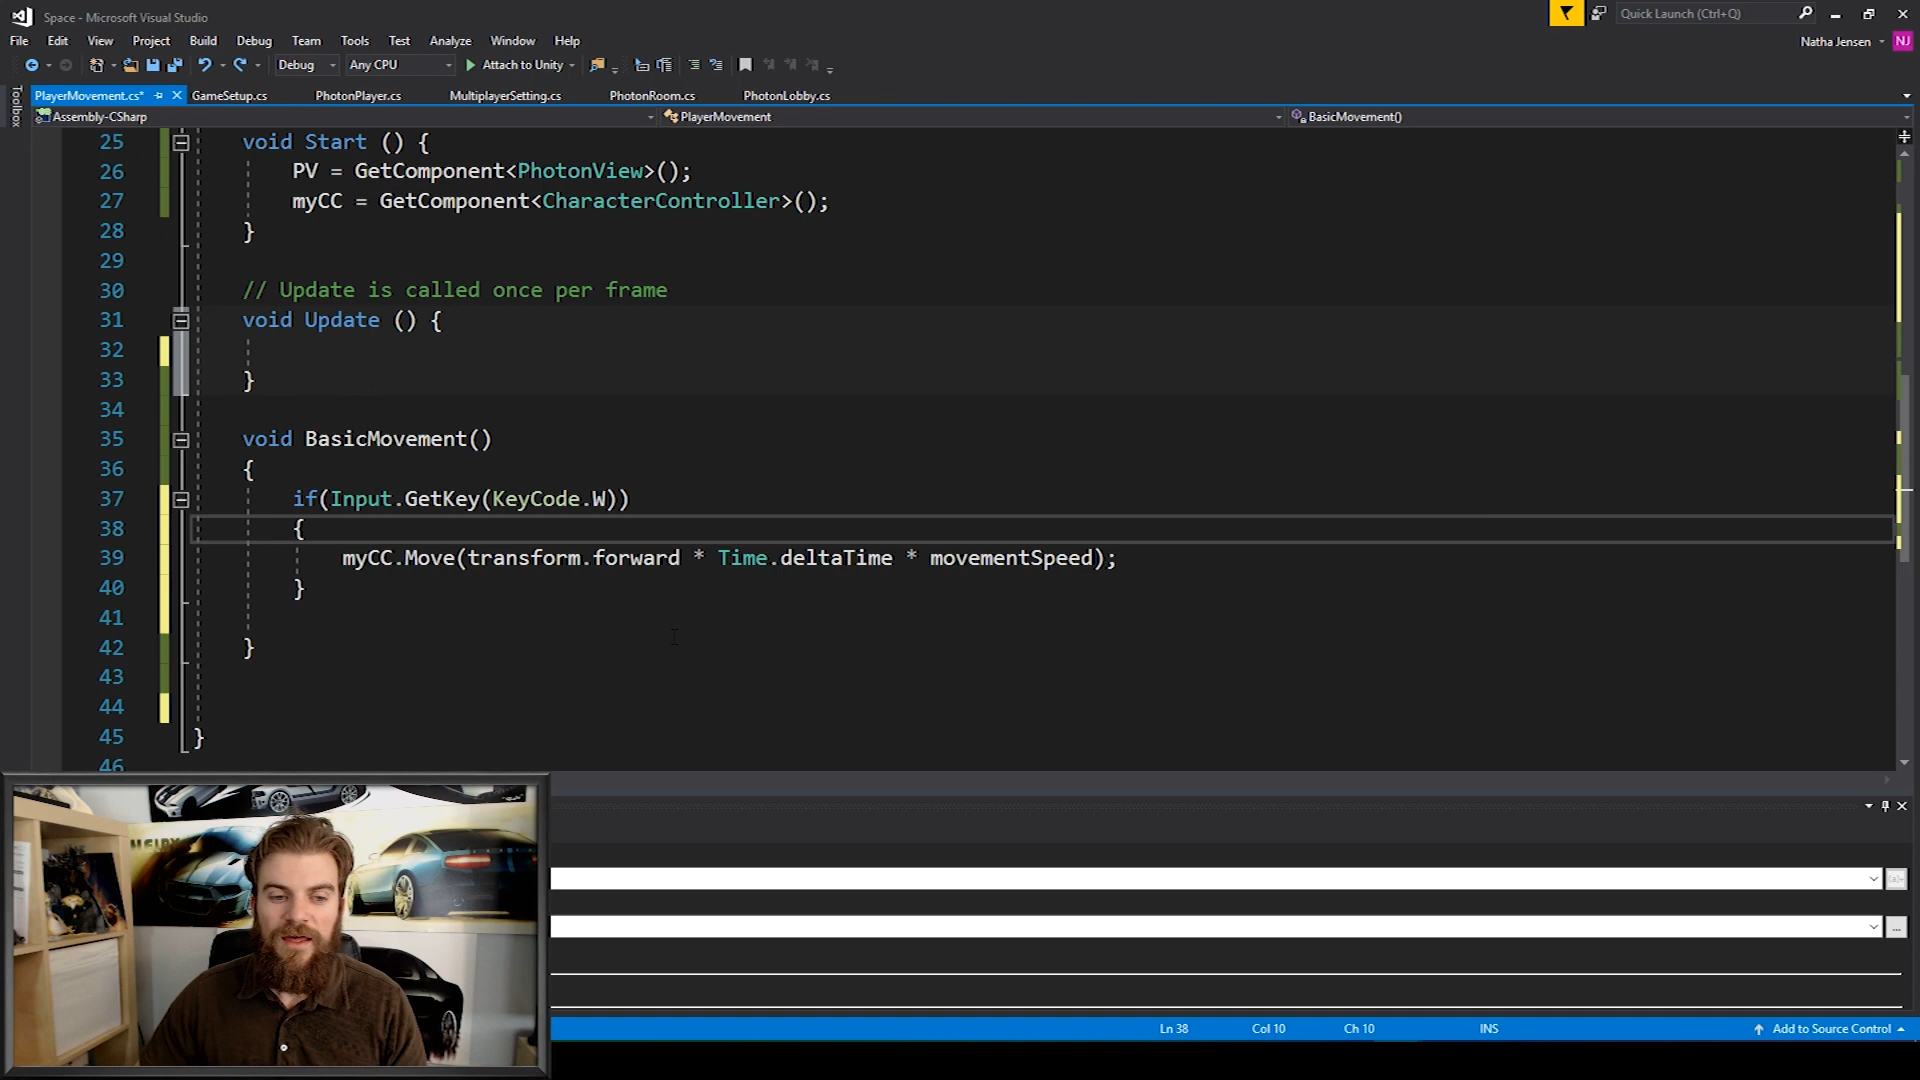 Space - Microsoft Visual Studio
Quick Launch (Ctrl+Q)
File Edit View Project Build Debug Team Tools Test Analyze Window Help
Natha Jensen NJ
Debug Any CPU Attach to Unity
Toolbox
PlayerMovement.cs* GameSetup.cs PhotonPlayer.cs MultiplayerSetting.cs PhotonRoom.cs PhotonLobby.cs
Assembly-CSharp PlayerMovement BasicMovement()
25 void Start () {
26 PV = GetComponent<PhotonView>();
27 myCC = GetComponent<CharacterController>();
28 }
29
30 // Update is called once per frame
31 void Update () {
32
33 }
34
35 void BasicMovement()
36 {
37 if(Input.GetKey(KeyCode.W))
38 {
39 myCC.Move(transform.forward * Time.deltaTime * movementSpeed);
40 }
41
42 }
43
44
45 }
46
Ln 38 Col 10 Ch 10 INS Add to Source Control